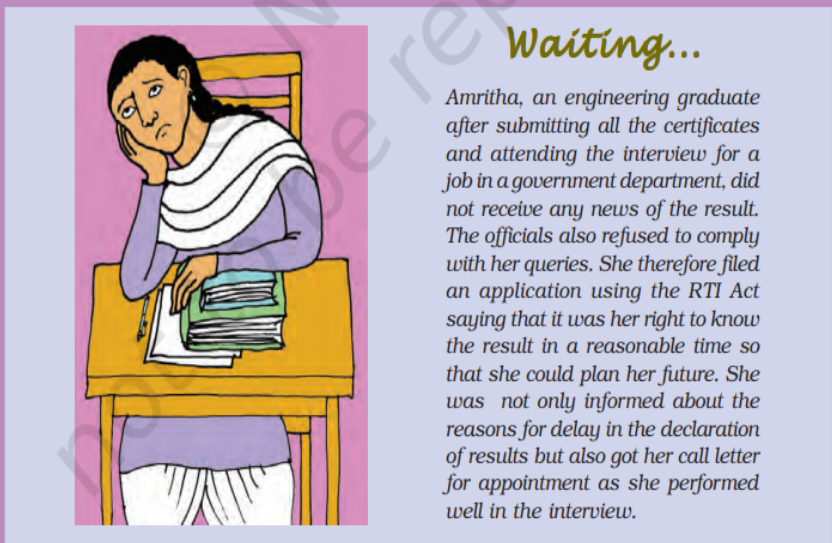 Waiting...
Amritha, an engineering graduate
after submitting all the certificates
and attending the interview for a
job in a government department, did
not receive any news of the result.
The officials also refused to comply
with her queries. She therefore filed
an application using the RTI Act
saying that it was her right to know
the result in a reasonable time so
that she could plan her future. She
was not only informed about the
reasons for delay in the declaration
of results but also got her call letter
for appointment as she performed
well in the interview.